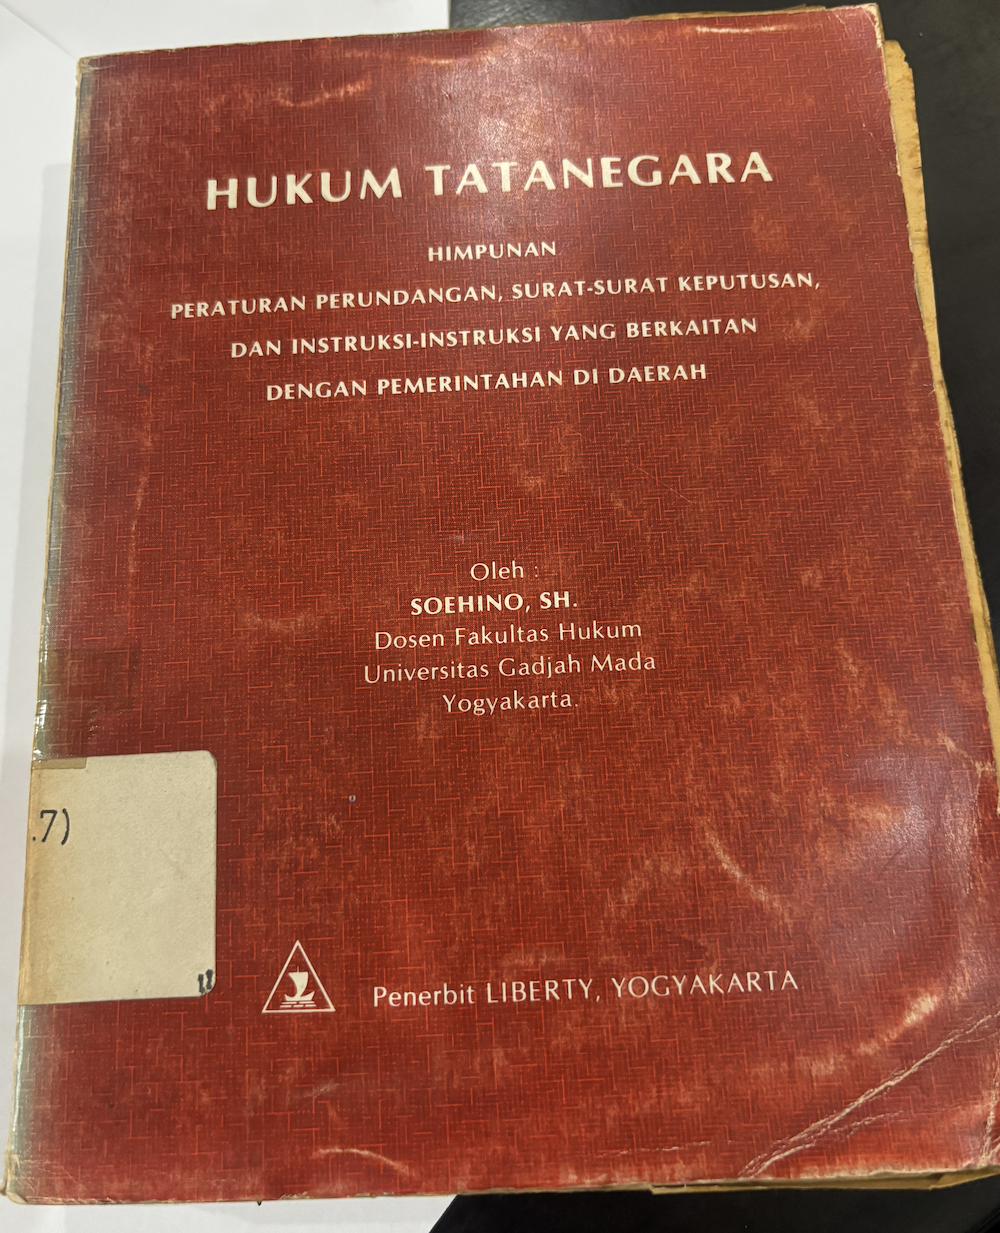 HUKUM TATANEGARA
HIMPUNAN
PERATURAN PERUNDANGAN, SURAT-SURAT KEPUTUSAN,
DAN INSTRUKSI-INSTRUKSI YANG BERKAITAN
DENGAN PEMERINTAHAN DI DAERAH
Oleh :
SOEHINO, SH.
Dosen Fakultas Hukum
Universitas Gadjah Mada
Yogyakarta.
.7)
Penerbit LIBERTY, YOGYAKARTA